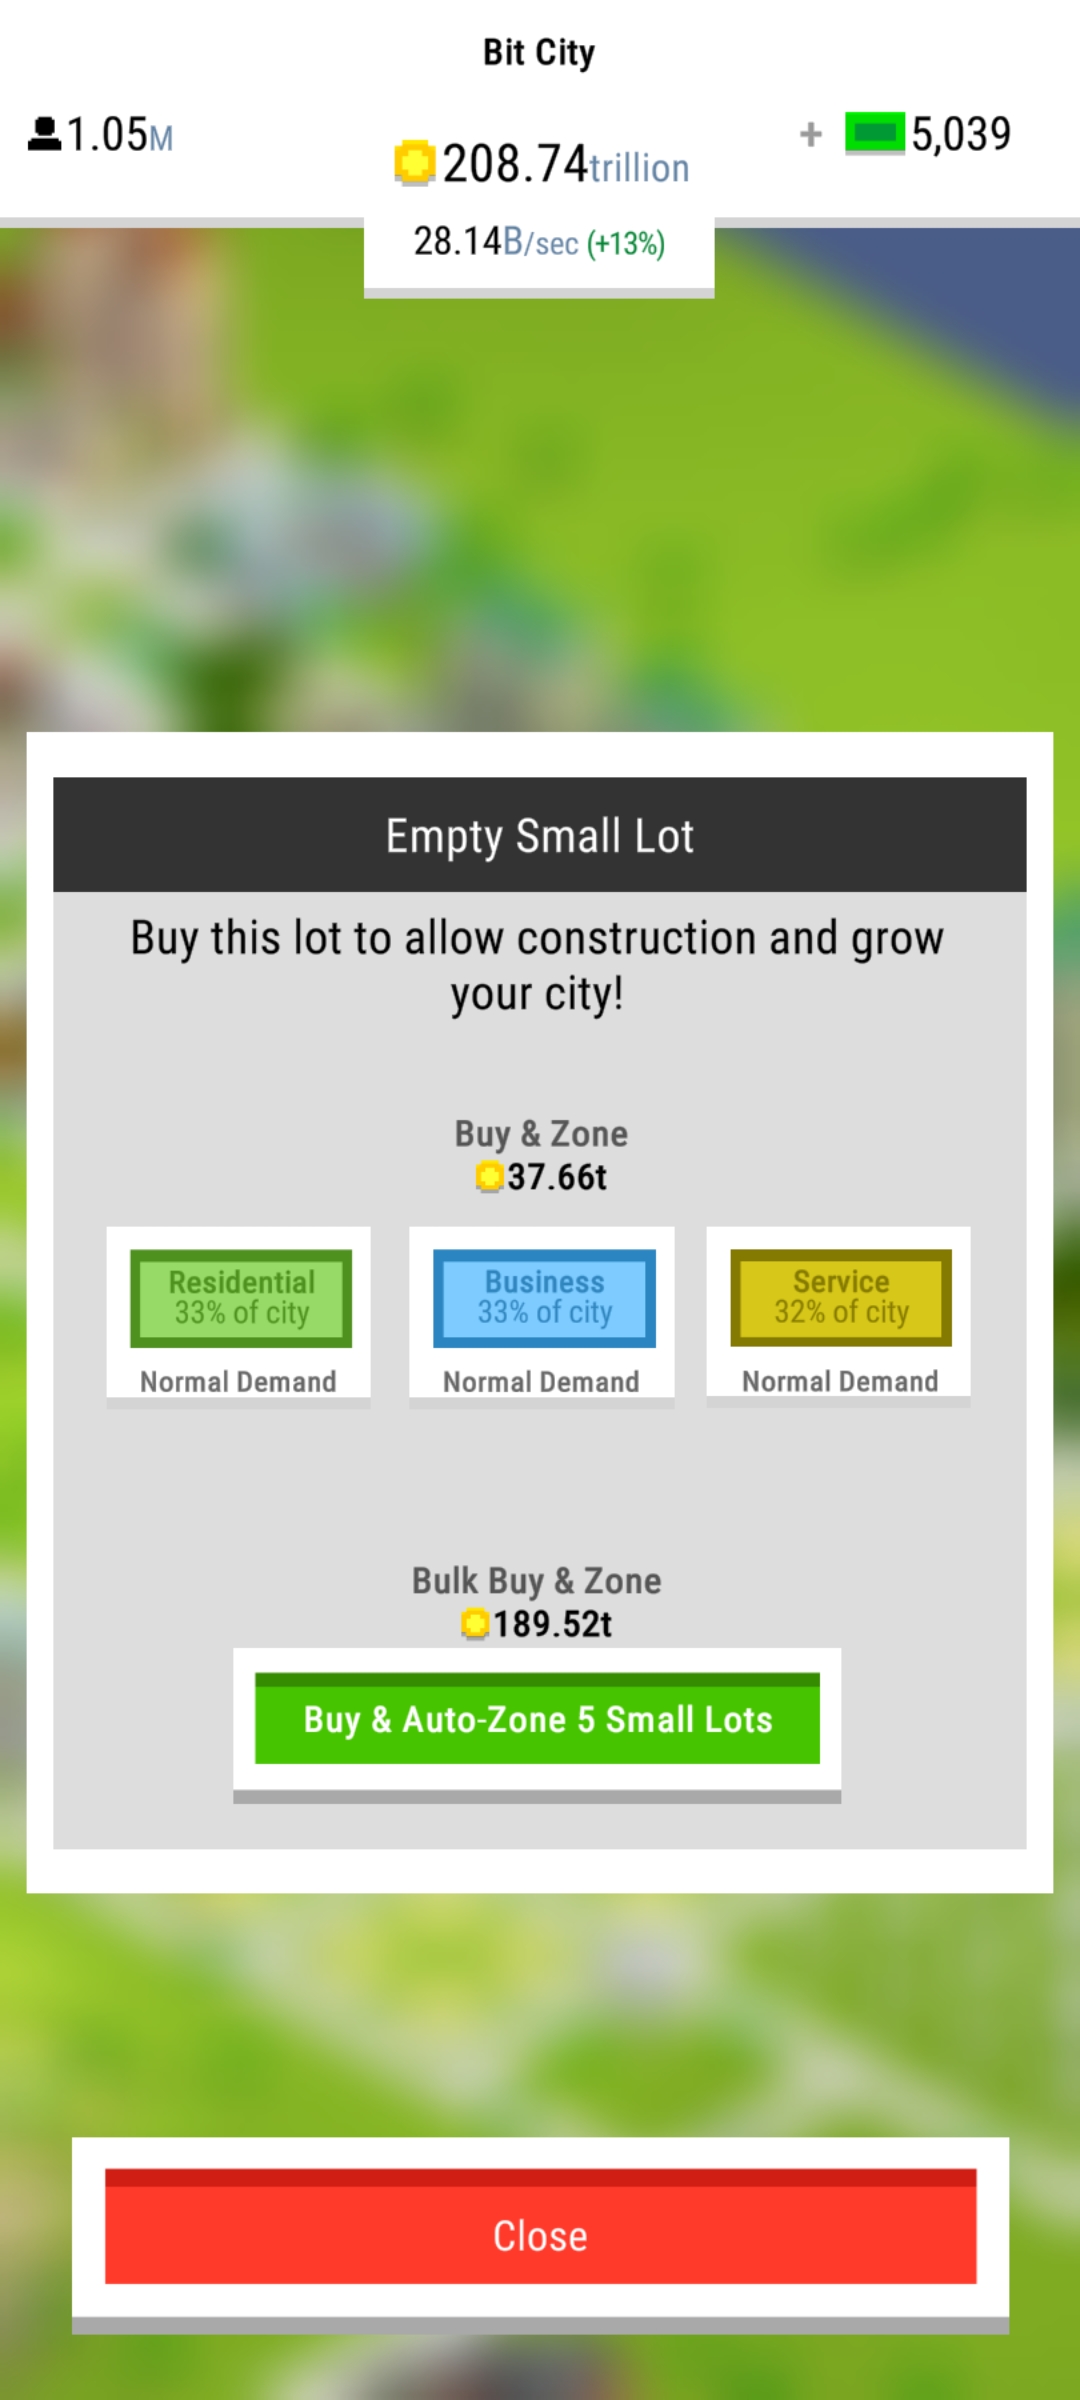 Bit City
1.05M
208.74trillion
+ 5,039
28.14B/sec (+13%)
Empty Small Lot
Buy this lot to allow construction and grow
your city!
Buy & Zone
37.66t
Residential
33% of city
Normal Demand
Business
33% of city
Normal Demand
Service
32% of city
Normal Demand
Bulk Buy & Zone
189.52t
Buy & Auto-Zone 5 Small Lots
Close